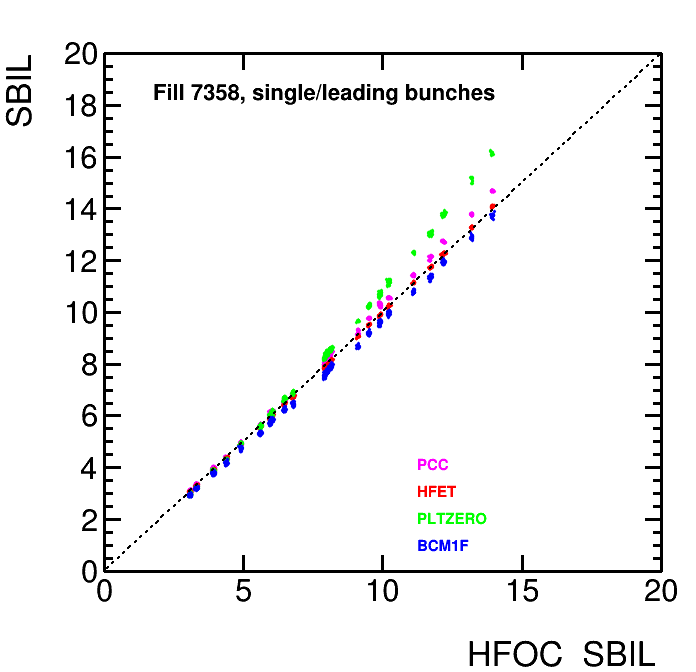 SBIL
20
18
16
14
12
10
8
6
4
2
0
Fill 7358, single/leading bunches
PCC
HFET
PLTZERO
BCM1F
0 5 10 15 20
HFOC SBIL